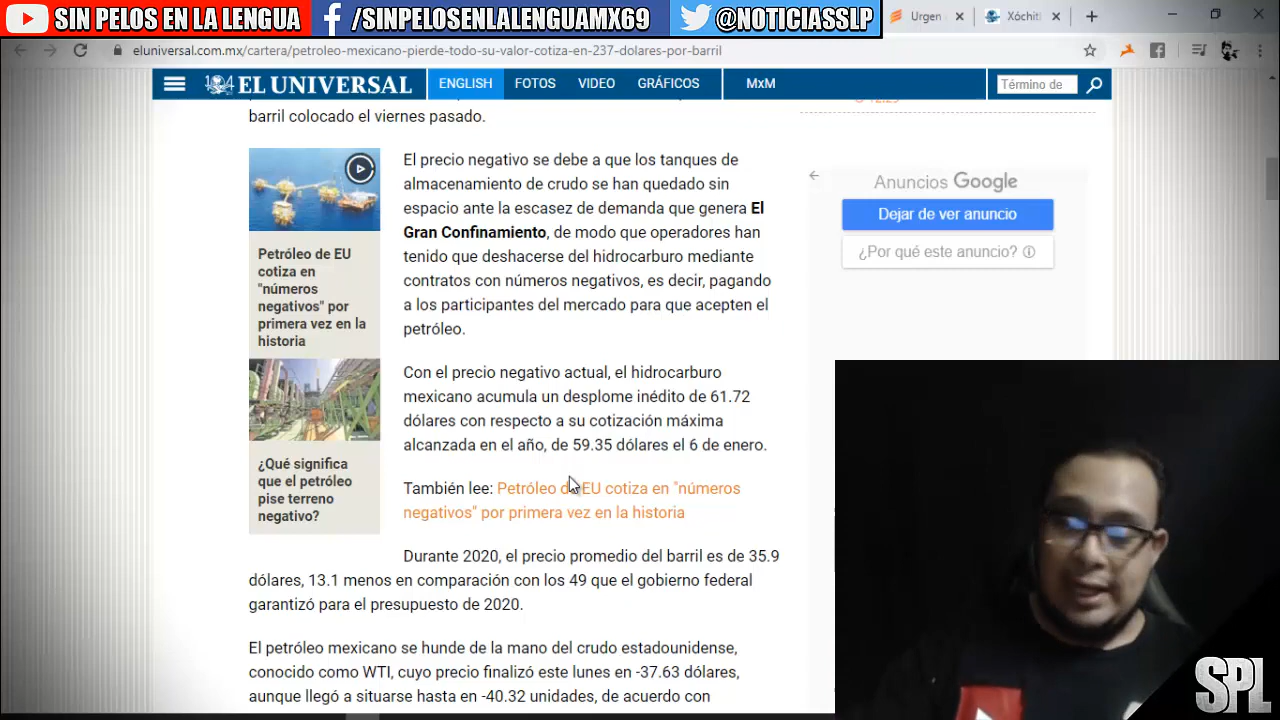 SIN PELOS EN LA LENGUA
/SINPELOSENLALENGUAMX69
@NOTICIASSLP
Urgen
Xóchitl
eluniversal.com.mx/cartera/petroleo-mexicano-pierde-todo-su-valor-cotiza-en-237-dolares-por-barril
EL UNIVERSAL
ENGLISH
FOTOS
VIDEO
GRÁFICOS
MxM
Término de
barril colocado el viernes pasado.
El precio negativo se debe a que los tanques de
almacenamiento de crudo se han quedado sin
espacio ante la escasez de demanda que genera El
Gran Confinamiento, de modo que operadores han
tenido que deshacerse del hidrocarburo mediante
contratos con números negativos, es decir, pagando
a los participantes del mercado para que acepten el
petróleo.
Petróleo de EU
cotiza en
"números
negativos" por
primera vez en la
historia
Con el precio negativo actual, el hidrocarburo
mexicano acumula un desplome inédito de 61.72
dólares con respecto a su cotización máxima
alcanzada en el año, de 59.35 dólares el 6 de enero.
¿Qué significa
que el petróleo
pise terreno
negativo?
También lee: Petróleo de EU cotiza en "números
negativos" por primera vez en la historia
Durante 2020, el precio promedio del barril es de 35.9
dólares, 13.1 menos en comparación con los 49 que el gobierno federal
garantizó para el presupuesto de 2020.
El petróleo mexicano se hunde de la mano del crudo estadounidense,
conocido como WTI, cuyo precio finalizó este lunes en -37.63 dólares,
aunque llegó a situarse hasta en -40.32 unidades, de acuerdo con
Anuncios Google
Dejar de ver anuncio
¿Por qué este anuncio?
SPL